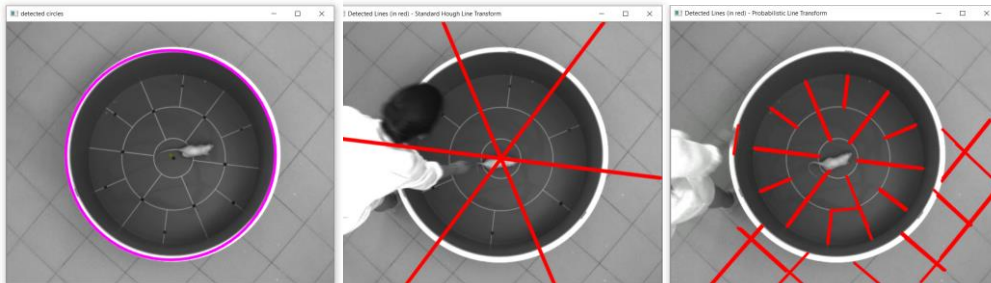 detected circles
Detected Lines (in red) - Standard Hough Line Transform
Detected Lines (in red) - Probabilistic Line Transform